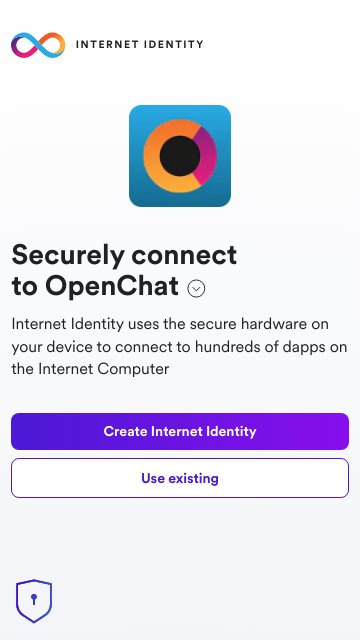 INTERNET IDENTITY
Securely connect
to OpenChat
Internet Identity uses the secure hardware on
your device to connect to hundreds of dapps on
the Internet Computer
Create Internet Identity
Use existing